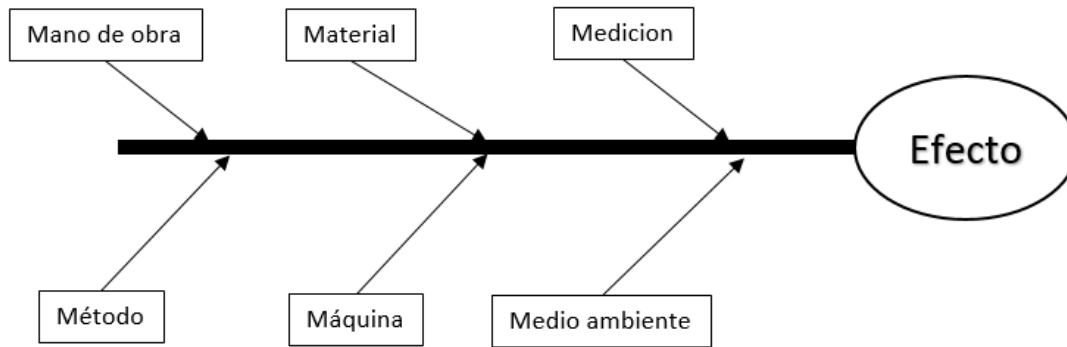 Mano de obra
Material
Medicion
Efecto
Método
Máquina
Medio ambiente